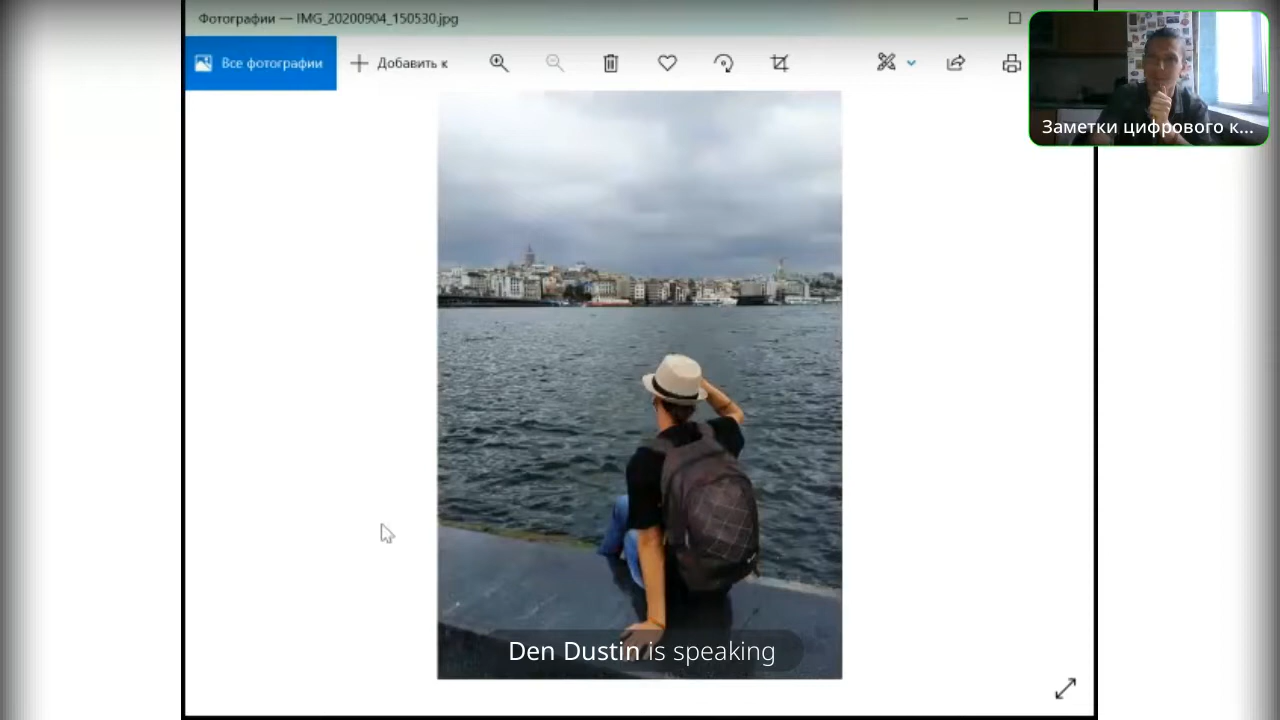 Фотографии — IMG_20200904_150530.jpg
Все фотографии
Добавить к
Заметки цифрового к...
Den Dustin is speaking